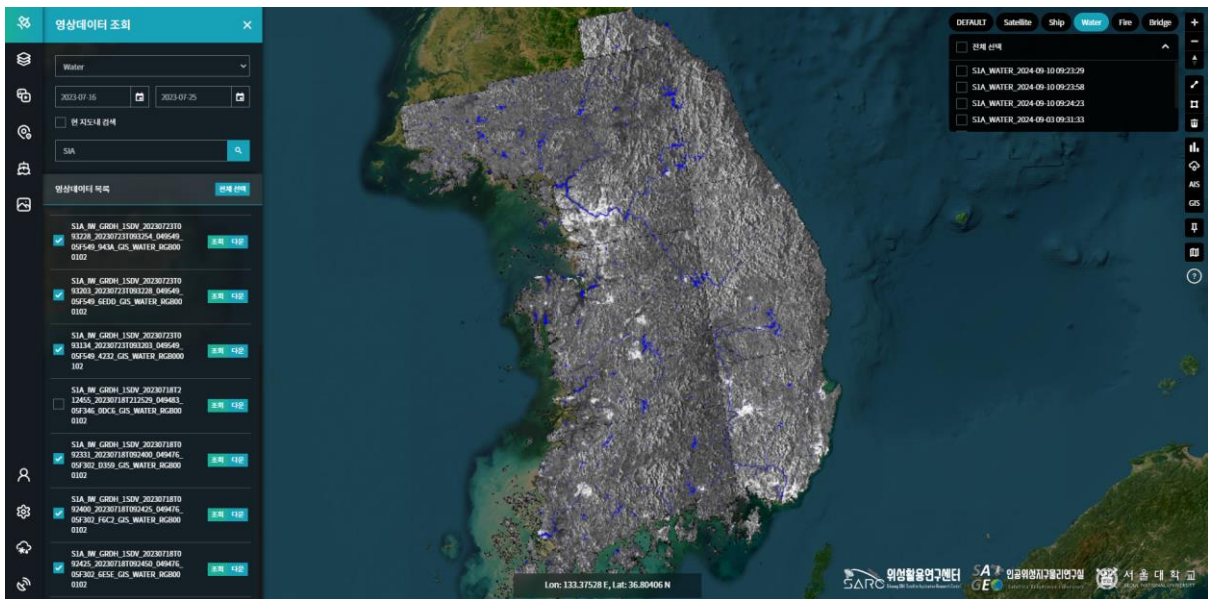 영상데이터 조회
Water
2023-07-16
2023-07-25
현 지도내 검색
S1A
영상데이터 목록
전체 선택
S1A_IW_GRDH_1SDV_20230723T0
93228_20230723T093254_049549_
05F549_943A_GIS_WATER_RGB00
0102
조회 다운
S1A_IW_GRDH_1SDV_20230723T0
93203_20230723T093228_049549_
05F549_6EDD_GIS_WATER_RGB00
0102
조회 다운
S1A_IW_GRDH_1SDV_20230723T0
93134_20230723T093203_049549_
05F549_4232_GIS_WATER_RGB000
102
조회 다운
S1A_IW_GRDH_1SDV_20230718T2
12455_20230718T212529_049483_
05F346_0DC6_GIS_WATER_RGB00
0102
조회 다운
S1A_IW_GRDH_1SDV_20230718T0
92331_20230718T092400_049476_
05F302_D359_GIS_WATER_RGB00
0102
조회 다운
S1A_IW_GRDH_1SDV_20230718T0
92400_20230718T092425_049476_
05F302_F6C2_GIS_WATER_RGB00
0102
조회 다운
S1A_IW_GRDH_1SDV_20230718T0
92425_20230718T092450_049476_
05F302_6E5E_GIS_WATER_RGB00
0102
조회 다운
DEFAULT Satellite Ship Water Fire Bridge
전체 선택
S1A_WATER_2024-09-10 09:23:29
S1A_WATER_2024-09-10 09:23:58
S1A_WATER_2024-09-10 09:24:23
S1A_WATER_2024-09-03 09:31:33
AIS
GIS
Lon: 133.37528 E, Lat: 36.80406 N
SARC 위성활용연구센터
SAT GEO 인공위성지구물리연구실
서울대학교
SEOUL NATIONAL UNIVERSITY